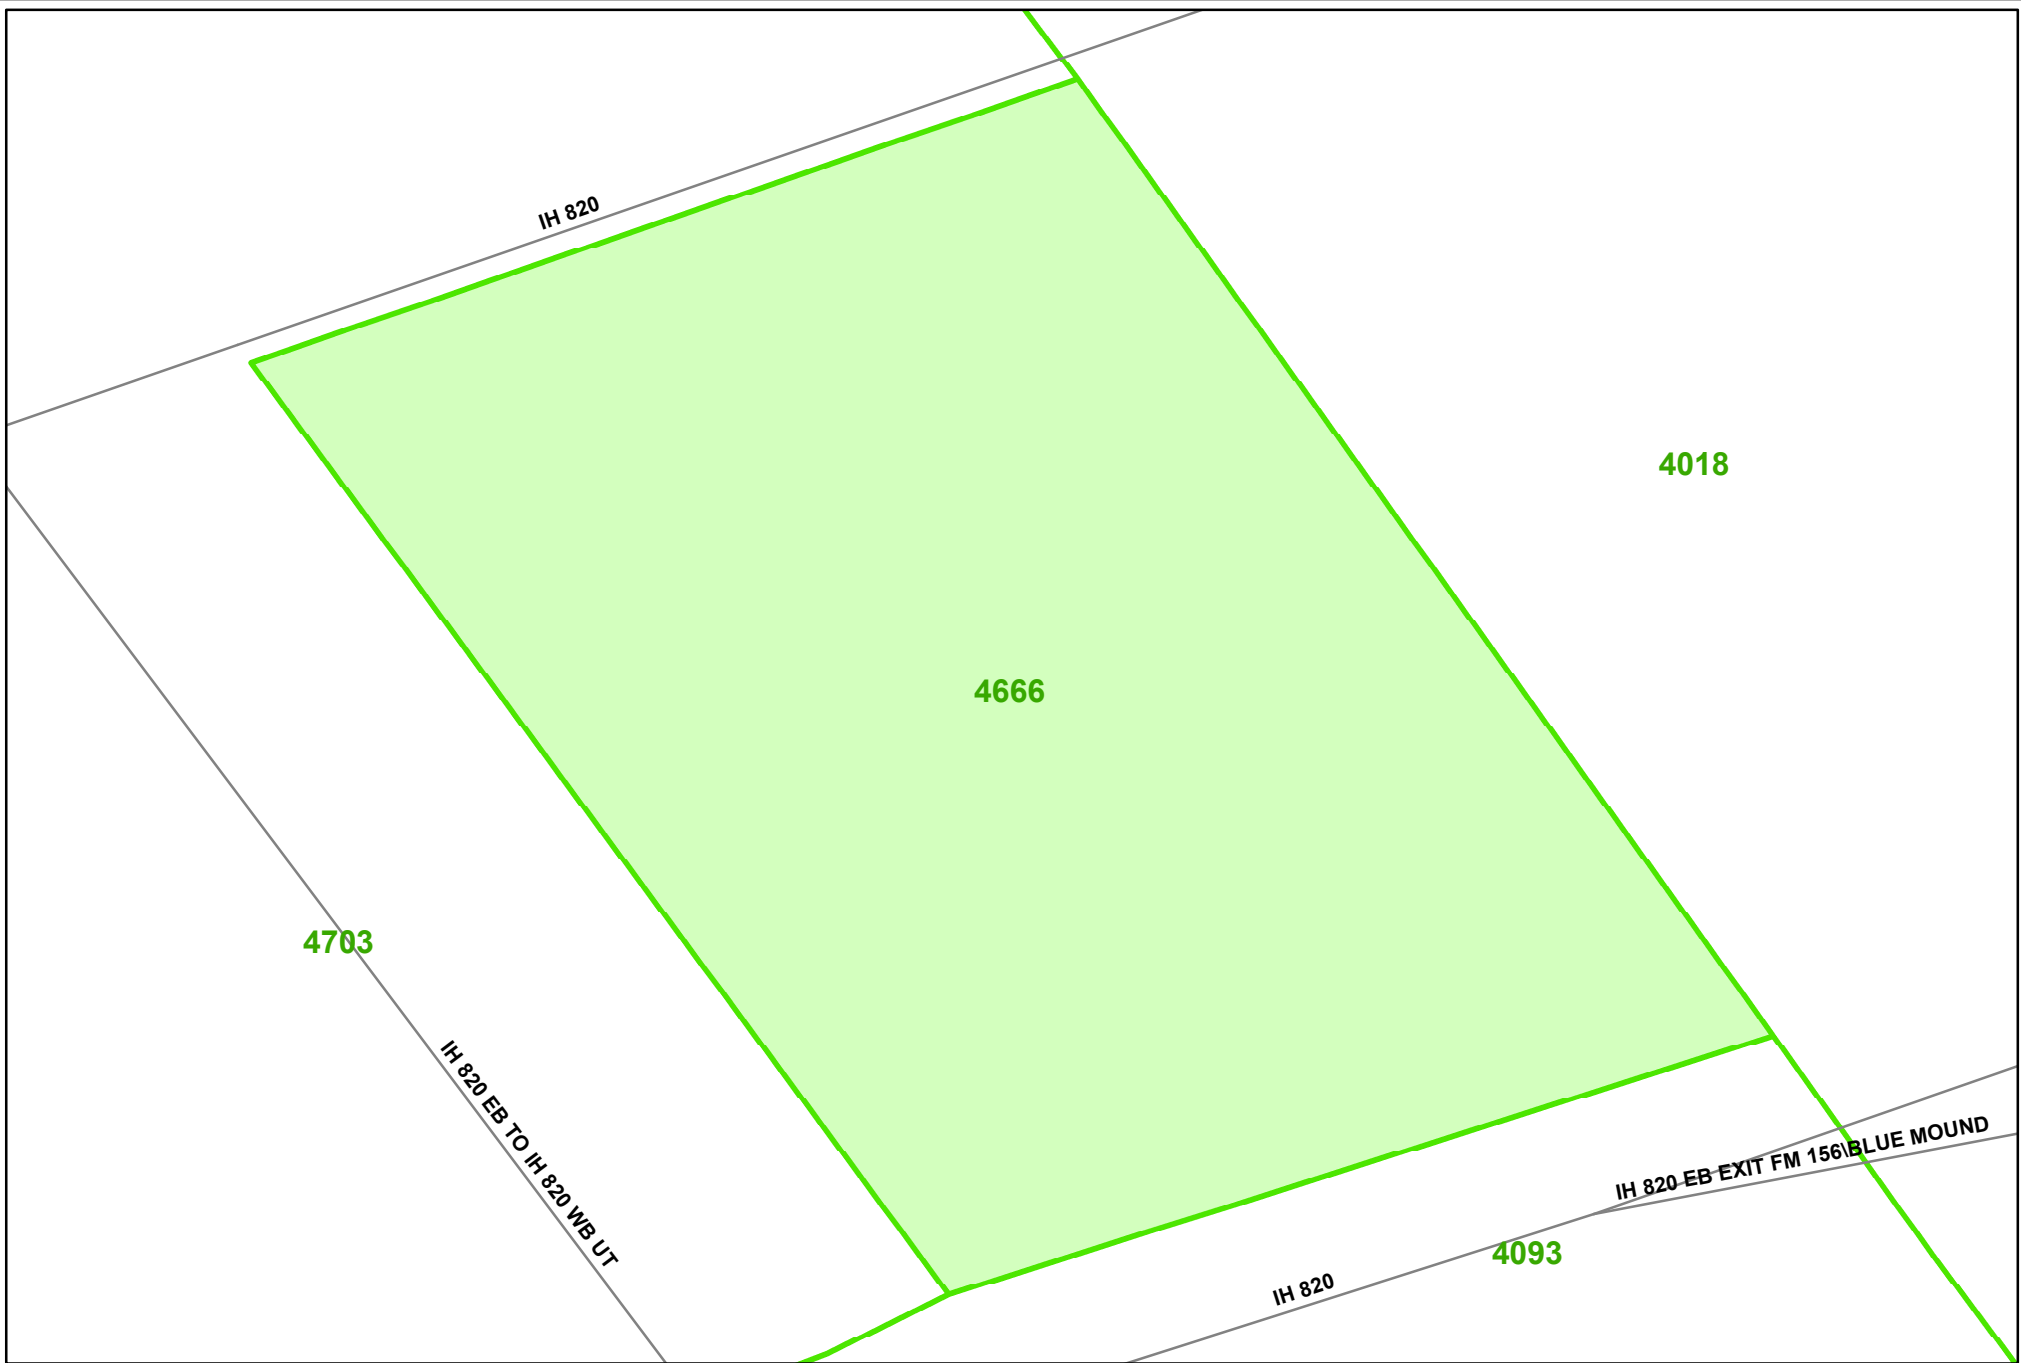 IH 820
4018
4666
4703
IH 820 EB TO IH 820 WB UT
IH 820 EB EXIT FM 156\BLUE MOUND
4093
IH 820